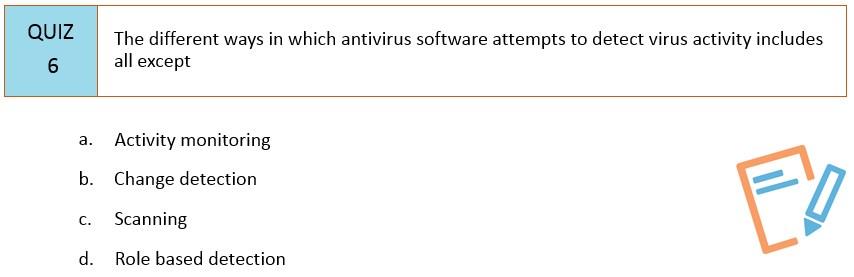 QUIZ
6
The different ways in which antivirus software attempts to detect virus activity includes
all except
a. Activity monitoring
b. Change detection
c. Scanning
d. Role based detection